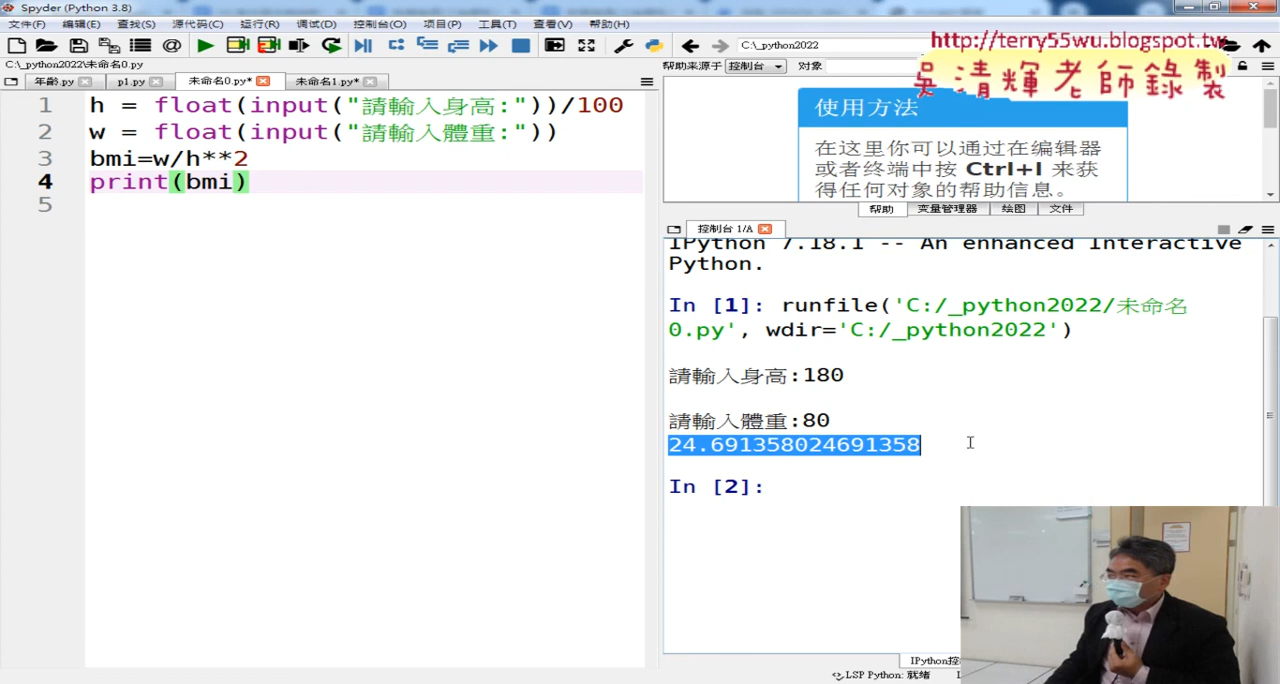 Spyder (Python 3.8)
文件(F) 编辑(E) 查找(S) 源代码(C) 运行(R) 调试(D) 控制台(O) 项目(P) 工具(T) 查看(V) 帮助(H)
C:\_python2022
http://terry55wu.blogspot.tw
吳清輝老師錄製
C:\_python2022\未命名0.py
帮助来源于 控制台 对象
年齡.py p1.py 未命名0.py* 未命名1.py*
使用方法
1 h = float(input("請輸入身高:"))/100
2 w = float(input("請輸入體重:"))
3 bmi=w/h**2
4 print(bmi)
5
在这里你可以通过在编辑器
或者终端中按 Ctrl+I 来获
得任何对象的帮助信息。
帮助 变量管理器 绘图 文件
控制台 1/A
IPython 7.18.1 -- An enhanced Interactive
Python.
In [1]: runfile('C:/_python2022/未命名
0.py', wdir='C:/_python2022')
請輸入身高:180
請輸入體重:80
24.691358024691358
In [2]:
LSP Python: 就绪